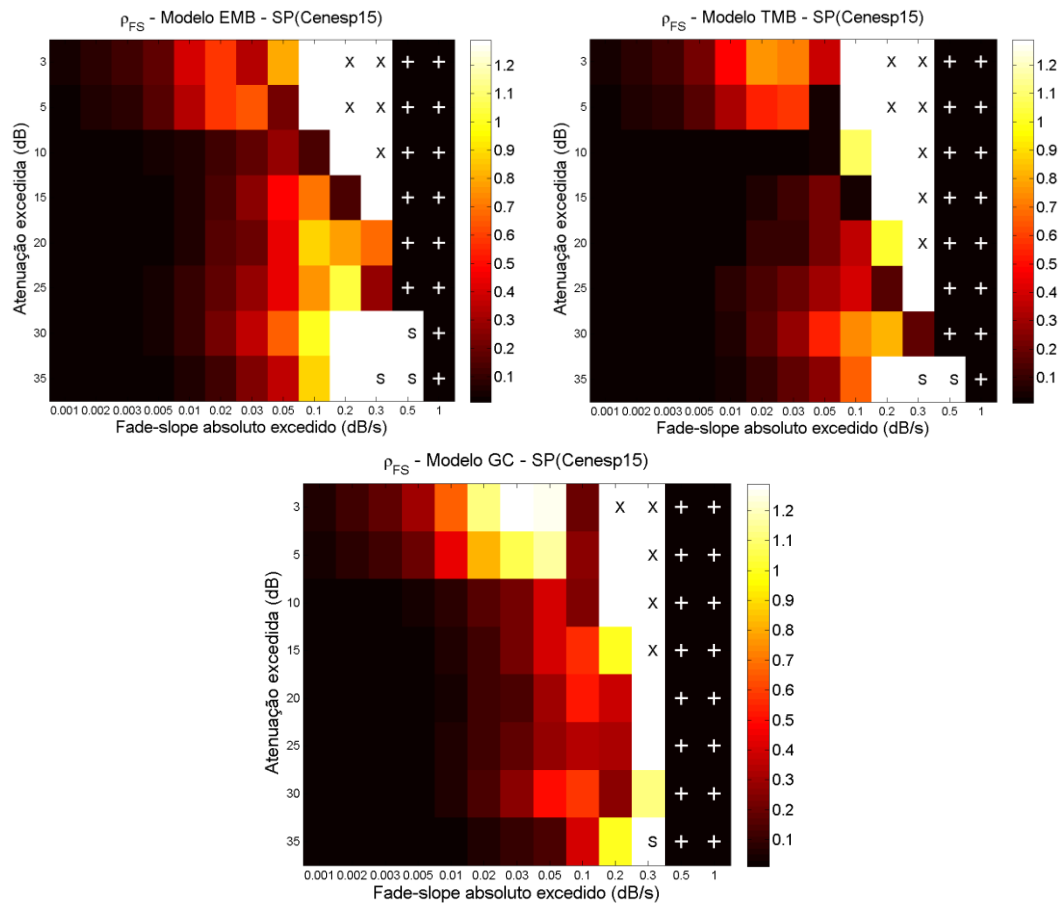 ρFS - Modelo EMB - SP(Cenesp15)
Atenuação excedida (dB)
3 X X + +
5 X X + +
10 X + +
15 + +
20 + +
25 + +
30 S +
35 S S +
0.001 0.002 0.003 0.005 0.01 0.02 0.03 0.05 0.1 0.2 0.3 0.5 1
Fade-slope absoluto excedido (dB/s)
1.2
1.1
1
0.9
0.8
0.7
0.6
0.5
0.4
0.3
0.2
0.1
ρFS - Modelo TMB - SP(Cenesp15)
Atenuação excedida (dB)
3 X X + +
5 X X + +
10 X + +
15 X + +
20 X + +
25 + +
30 + +
35 S S +
0.001 0.002 0.003 0.005 0.01 0.02 0.03 0.05 0.1 0.2 0.3 0.5 1
Fade-slope absoluto excedido (dB/s)
1.2
1.1
1
0.9
0.8
0.7
0.6
0.5
0.4
0.3
0.2
0.1
ρFS - Modelo GC - SP(Cenesp15)
Atenuação excedida (dB)
3 X X + +
5 X + +
10 X + +
15 X + +
20 + +
25 + +
30 + +
35 S + +
0.001 0.002 0.003 0.005 0.01 0.02 0.03 0.05 0.1 0.2 0.3 0.5 1
Fade-slope absoluto excedido (dB/s)
1.2
1.1
1
0.9
0.8
0.7
0.6
0.5
0.4
0.3
0.2
0.1